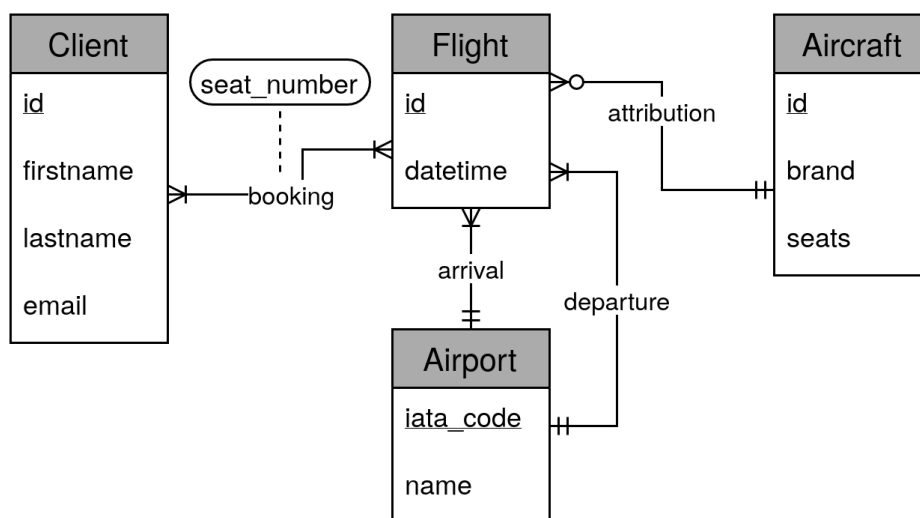 Client
id
firstname
lastname
email
seat_number
booking
Flight
id
datetime
attribution
Aircraft
id
brand
seats
arrival
departure
Airport
iata_code
name